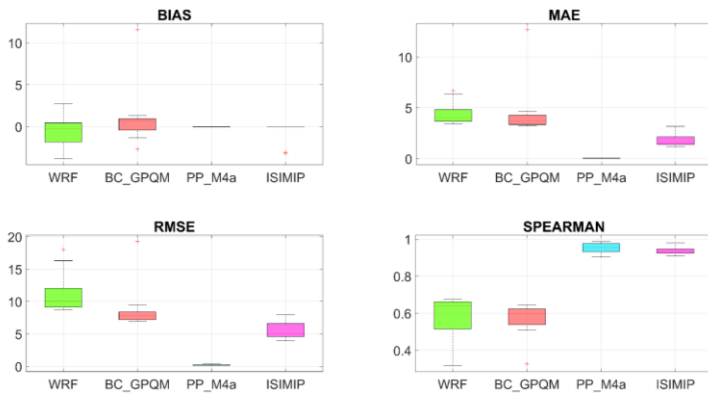 BIAS
10
5
0
WRF BC_GPQM PP_M4a ISIMIP
MAE
10
5
0
WRF BC_GPQM PP_M4a ISIMIP
RMSE
20
15
10
5
0
WRF BC_GPQM PP_M4a ISIMIP
SPEARMAN
1
0.8
0.6
0.4
WRF BC_GPQM PP_M4a ISIMIP